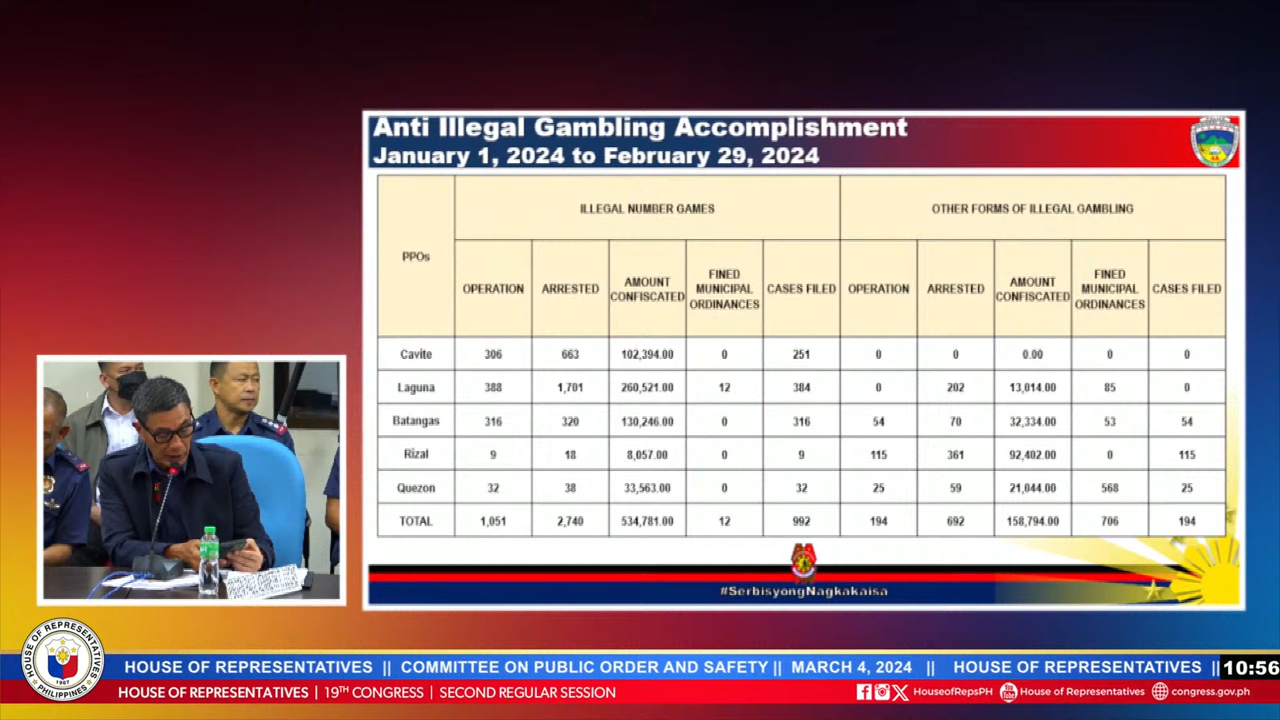 Anti Illegal Gambling Accomplishment
January 1, 2024 to February 29, 2024
PPOs
ILLEGAL NUMBER GAMES
OTHER FORMS OF ILLEGAL GAMBLING
OPERATION ARRESTED AMOUNT CONFISCATED FINED MUNICIPAL ORDINANCES CASES FILED OPERATION ARRESTED AMOUNT CONFISCATED FINED MUNICIPAL ORDINANCES CASES FILED
Cavite 306 663 102,394.00 0 251 0 0 0.00 0 0
Laguna 388 1,701 260,521.00 12 384 0 202 13,014.00 85 0
Batangas 316 320 130,246.00 0 316 54 70 32,334.00 53 54
Rizal 9 18 8,057.00 0 9 115 361 92,402.00 0 115
Quezon 32 38 33,563.00 0 32 25 59 21,044.00 568 25
TOTAL 1,051 2,740 534,781.00 12 992 194 692 158,794.00 706 194
#SerbisyongNagkakaisa
HOUSE OF REPRESENTATIVES
PHILIPPINES
1907
HOUSE OF REPRESENTATIVES || COMMITTEE ON PUBLIC ORDER AND SAFETY || MARCH 4, 2024 || HOUSE OF REPRESENTATIVES ||
10:56
HOUSE OF REPRESENTATIVES | 19TH CONGRESS | SECOND REGULAR SESSION
HouseofRepsPH
House of Representatives
congress.gov.ph